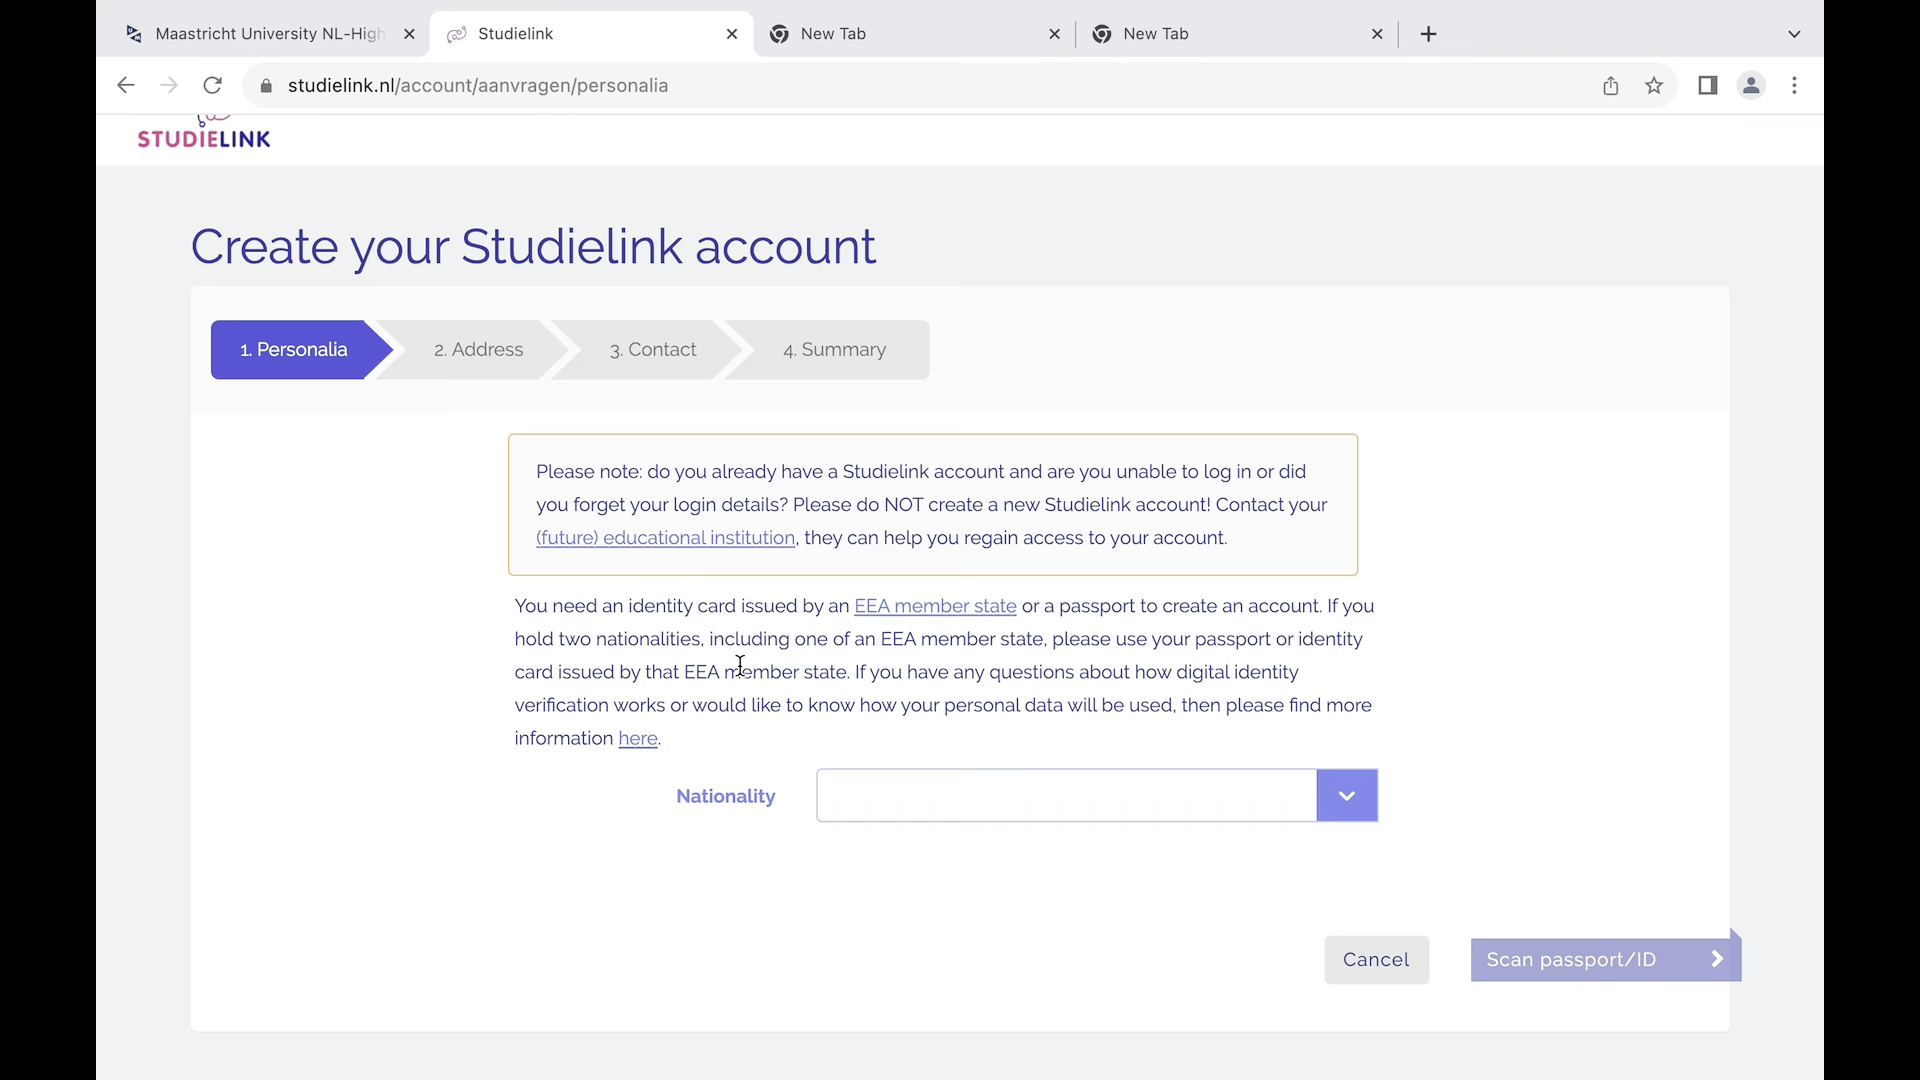 Maastricht University NL-High
Studielink
New Tab
New Tab
studielink.nl/account/aanvragen/personalia
STUDIELINK
Create your Studielink account
1. Personalia
2. Address
3. Contact
4. Summary
Please note: do you already have a Studielink account and are you unable to log in or did
you forget your login details? Please do NOT create a new Studielink account! Contact your
(future) educational institution, they can help you regain access to your account.
You need an identity card issued by an EEA member state or a passport to create an account. If you
hold two nationalities, including one of an EEA member state, please use your passport or identity
card issued by that EEA member state. If you have any questions about how digital identity
verification works or would like to know how your personal data will be used, then please find more
information here.
Nationality
Cancel
Scan passport/ID